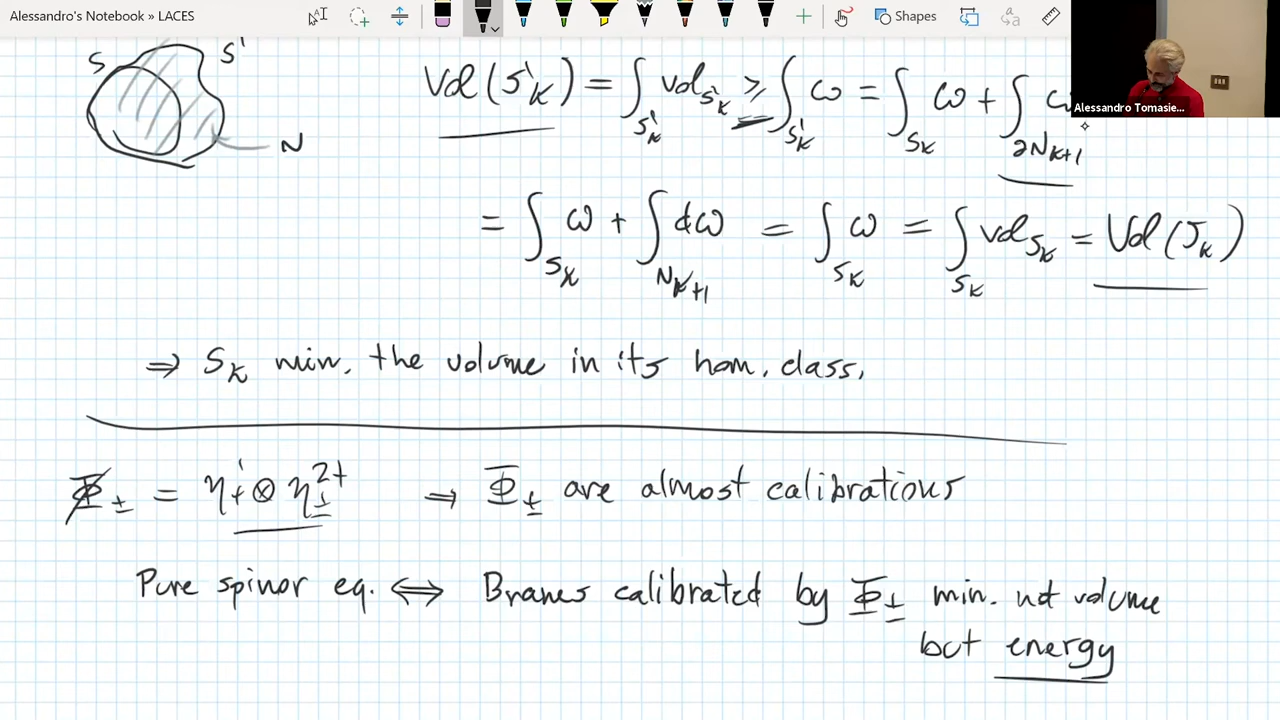 Alessandro's Notebook » LACES
Shapes
Alessandro Tomasie...
S S' N
Vol(S'_K) = ∫_{S'_K} vol_{S'_K} ≥ ∫_{S'_K} ω = ∫_{S_K} ω + ∫_{∂N_{K+1}} ω
= ∫_{S_K} ω + ∫_{N_{K+1}} dω = ∫_{S_K} ω = ∫_{S_K} vol_{S_K} = Vol(S_K)
⇒ S_K min. the volume in its hom. class.
Φ̸_± = η^1_+ ⊗ η^{2†}_± ⇒ Φ_± are almost calibrations
Pure spinor eq. ⇔ Branes calibrated by Φ_± min. not volume
but energy